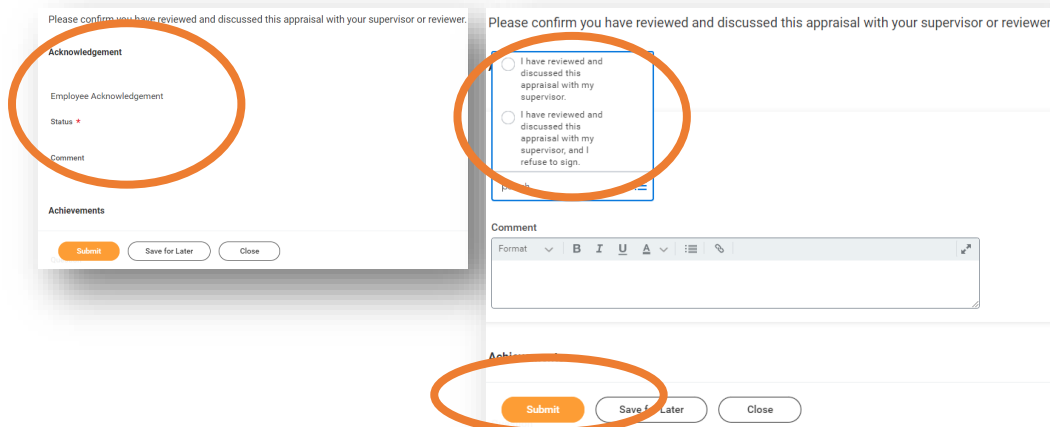 Please confirm you have reviewed and discussed this appraisal with your supervisor or reviewer.
Acknowledgement
Employee Acknowledgement
Status *
Comment
Achievements
Submit
Save for Later
Close
Please confirm you have reviewed and discussed this appraisal with your supervisor or reviewer
I have reviewed and
discussed this
appraisal with my
supervisor.
I have reviewed and
discussed this
appraisal with my
supervisor, and I
refuse to sign.
Comment
Format
B I U A
Submit
Save for Later
Close